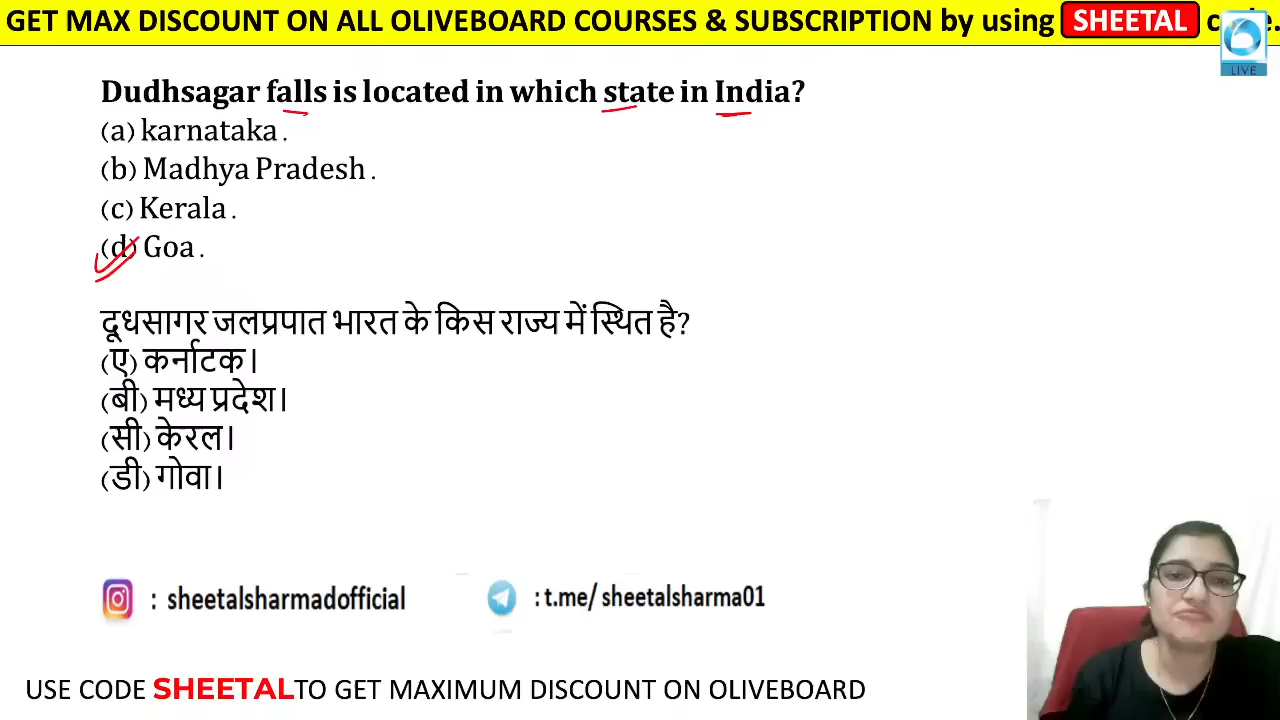 GET MAX DISCOUNT ON ALL OLIVEBOARD COURSES & SUBSCRIPTION by using SHEETAL code.
LIVE
Dudhsagar falls is located in which state in India?
(a) karnataka .
(b) Madhya Pradesh .
(c) Kerala .
(d) Goa .
दूधसागर जलप्रपात भारत के किस राज्य में स्थित है?
(ए) कर्नाटक।
(बी) मध्य प्रदेश।
(सी) केरल।
(डी) गोवा।
: sheetalsharmadofficial
: t.me/ sheetalsharma01
USE CODE SHEETALTO GET MAXIMUM DISCOUNT ON OLIVEBOARD